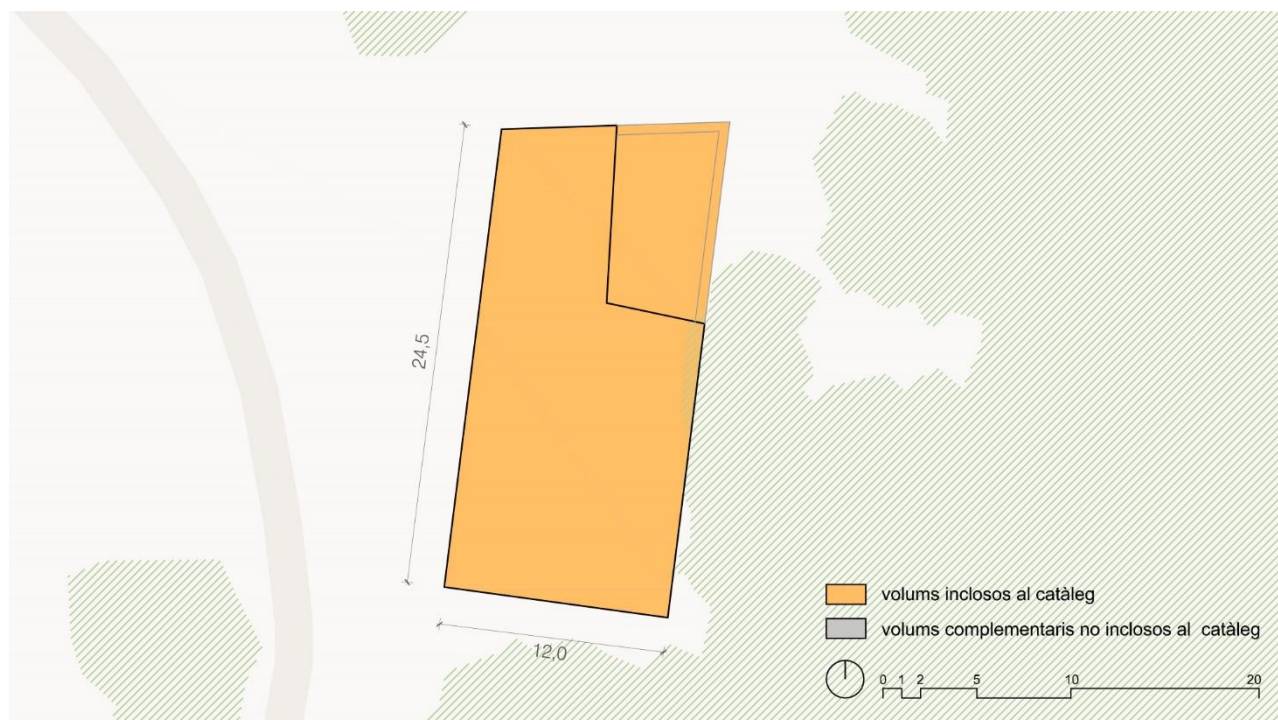 24,5
12,0
volums inclosos al catàleg
volums complementaris no inclosos al catàleg
0 1 2 5 10 20